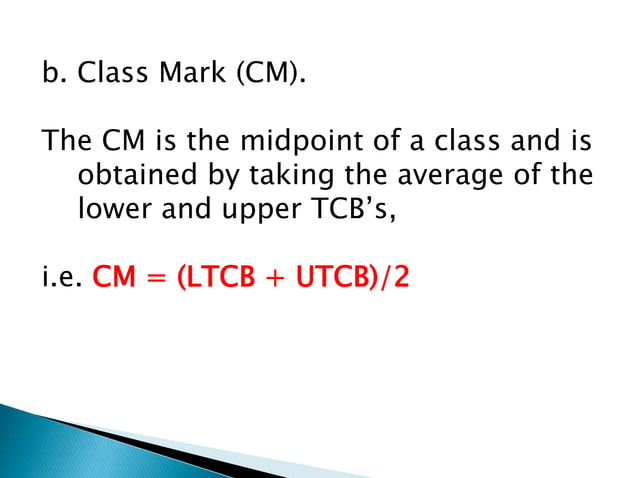 b. Class Mark (CM).
The CM is the midpoint of a class and is
obtained by taking the average of the
lower and upper TCB’s,
i.e. CM = (LTCB + UTCB)/2